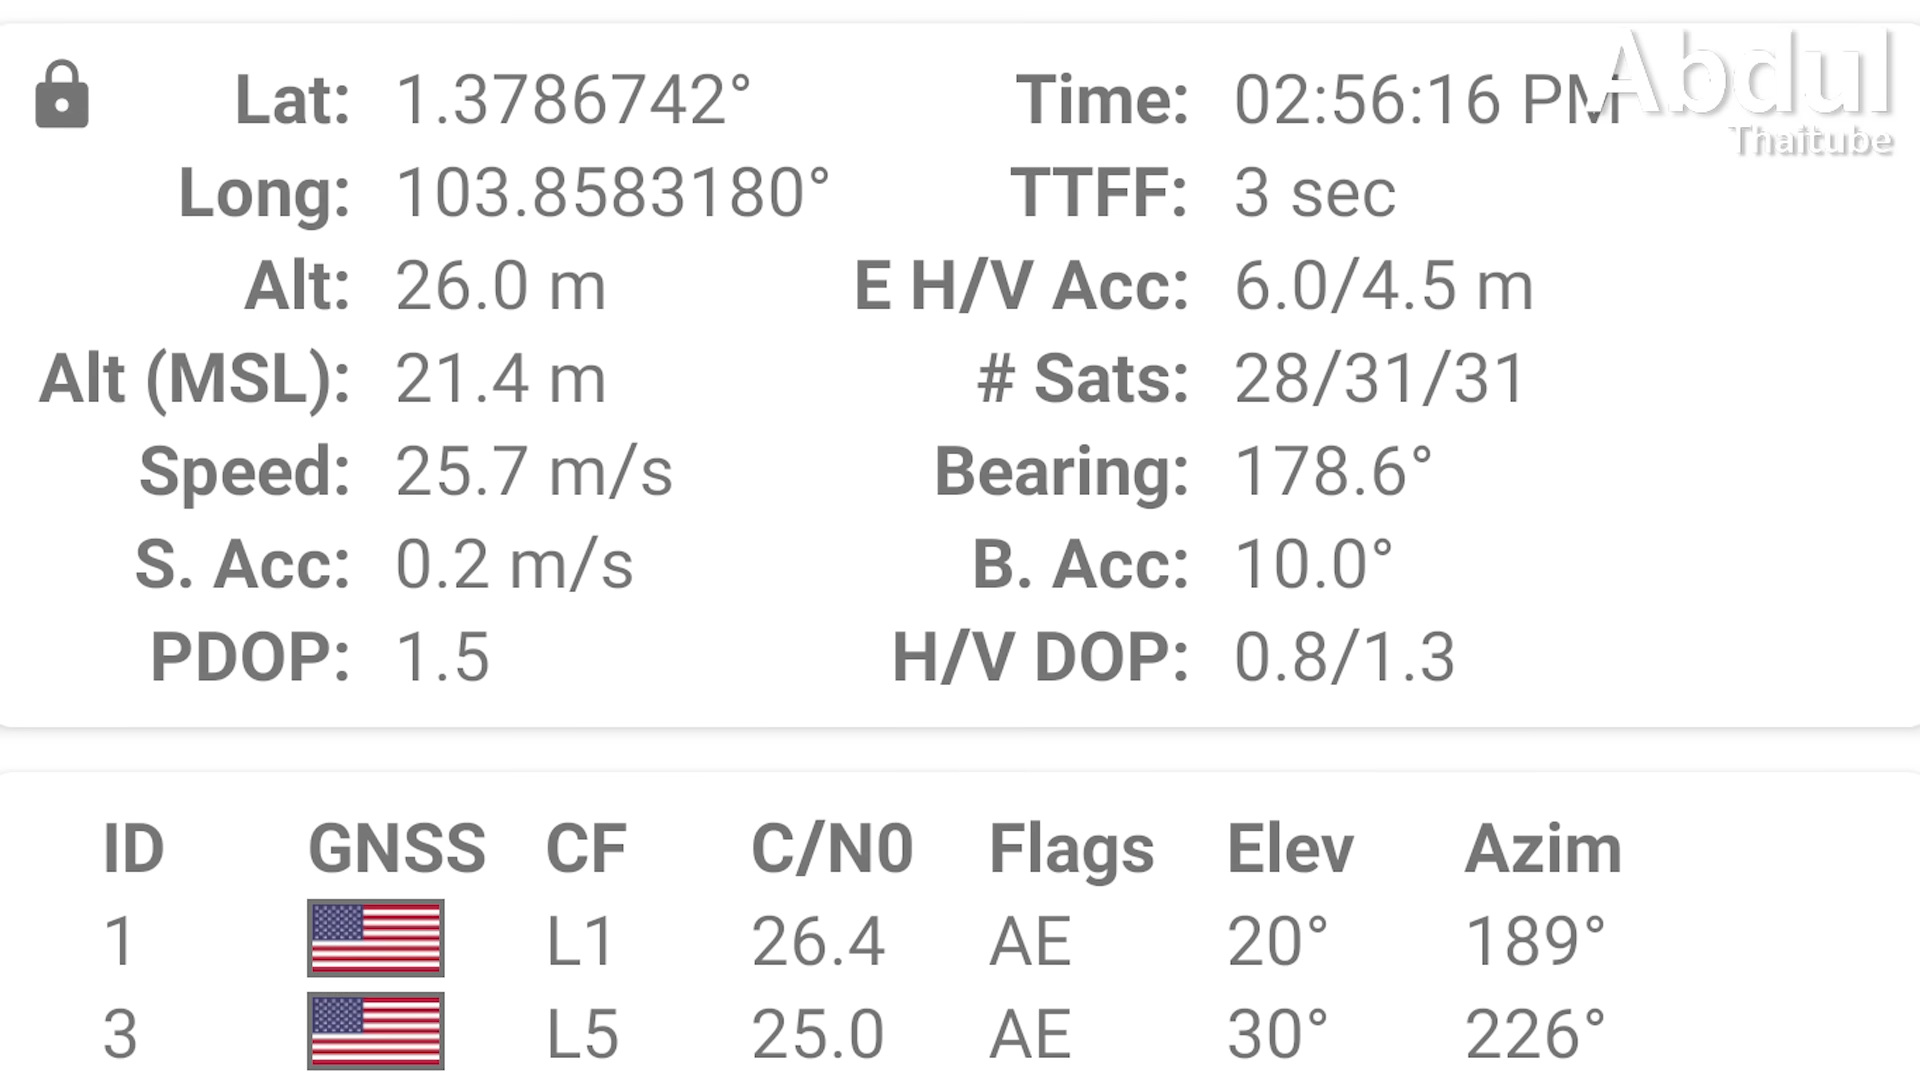 Abdul
Thaitube
Lat: 1.3786742° Time: 02:56:16 PM
Long: 103.8583180° TTFF: 3 sec
Alt: 26.0 m E H/V Acc: 6.0/4.5 m
Alt (MSL): 21.4 m # Sats: 28/31/31
Speed: 25.7 m/s Bearing: 178.6°
S. Acc: 0.2 m/s B. Acc: 10.0°
PDOP: 1.5 H/V DOP: 0.8/1.3
ID GNSS CF C/N0 Flags Elev Azim
1 L1 26.4 AE 20° 189°
3 L5 25.0 AE 30° 226°